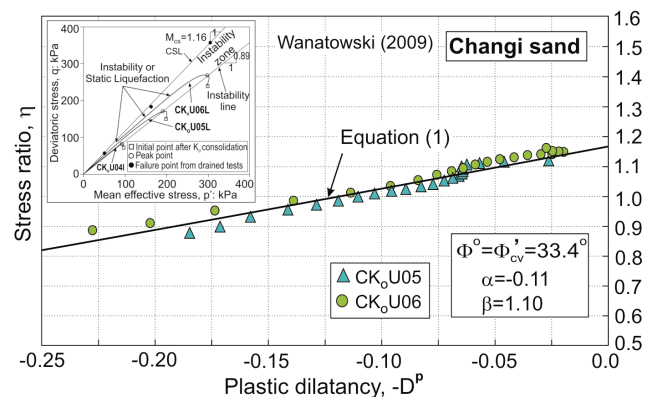 Wanatowski (2009)
Changi sand
Equation (1)
Stress ratio, η
Plastic dilatancy, -Dᵖ
-0.25 -0.20 -0.15 -0.10 -0.05 0.0
1.6
1.5
1.4
1.3
1.2
1.1
1.0
0.9
0.8
0.7
0.6
0.5
CKₒU05
CKₒU06
Φ°=Φ'cv=33.4°
α=-0.11
β=1.10
Deviatoric stress, q; kPa
400
300
200
100
0
0 100 200 300 400
Mean effective stress, p'; kPa
Mcs=1.16
1
CSL
Instability zone
0.89
1
Instability or
Static Liquefaction
Instability
line
CKₒU06L
CKₒU05L
CKₒU04I
Initial point after Kₒ consolidation
Peak point
Failure point from drained tests